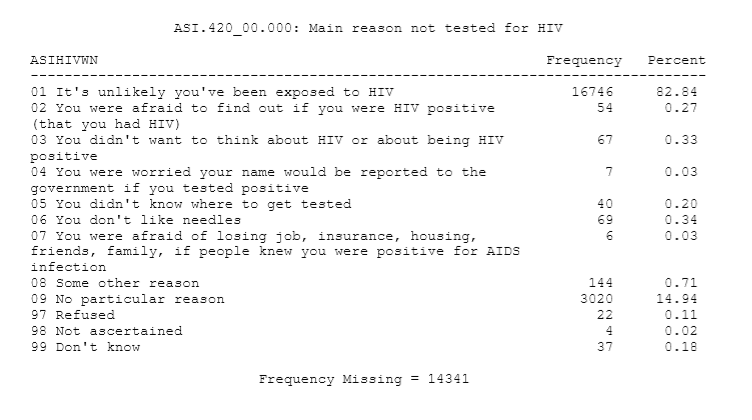 ASI.420_00.000: Main reason not tested for HIV
ASIHIVWN Frequency Percent
--------------------------------------------------------------------------------
01 It's unlikely you've been exposed to HIV 16746 82.84
02 You were afraid to find out if you were HIV positive 54 0.27
(that you had HIV)
03 You didn't want to think about HIV or about being HIV 67 0.33
positive
04 You were worried your name would be reported to the 7 0.03
government if you tested positive
05 You didn't know where to get tested 40 0.20
06 You don't like needles 69 0.34
07 You were afraid of losing job, insurance, housing, 6 0.03
friends, family, if people knew you were positive for AIDS
infection
08 Some other reason 144 0.71
09 No particular reason 3020 14.94
97 Refused 22 0.11
98 Not ascertained 4 0.02
99 Don't know 37 0.18
Frequency Missing = 14341